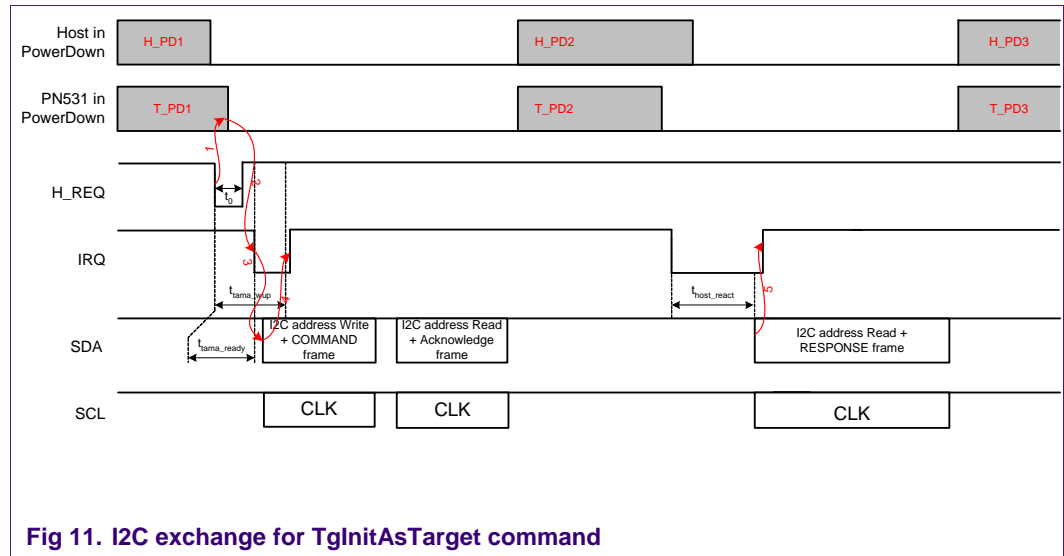 Host in
PowerDown
H_PD1
H_PD2
H_PD3
PN531 in
PowerDown
T_PD1
T_PD2
T_PD3
1
2
H_REQ
t0
IRQ
3
4
5
ttama_wup
thost_react
ttama_ready
SDA
I2C address Write
+ COMMAND
frame
I2C address Read
+ Acknowledge
frame
I2C address Read +
RESPONSE frame
SCL
CLK
CLK
CLK
Fig 11. I2C exchange for TgInitAsTarget command